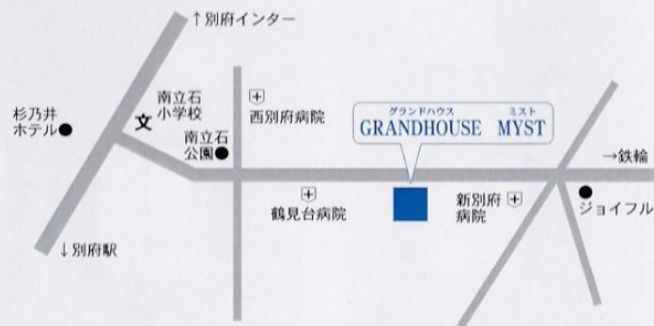 ↑別府インター
杉乃井
ホテル
文
南立石
小学校
南立石
公園
西別府病院
グランドハウス ミスト
GRANDHOUSE MYST
→鉄輪
鶴見台病院
新別府
病院
ジョイフル
↓別府駅